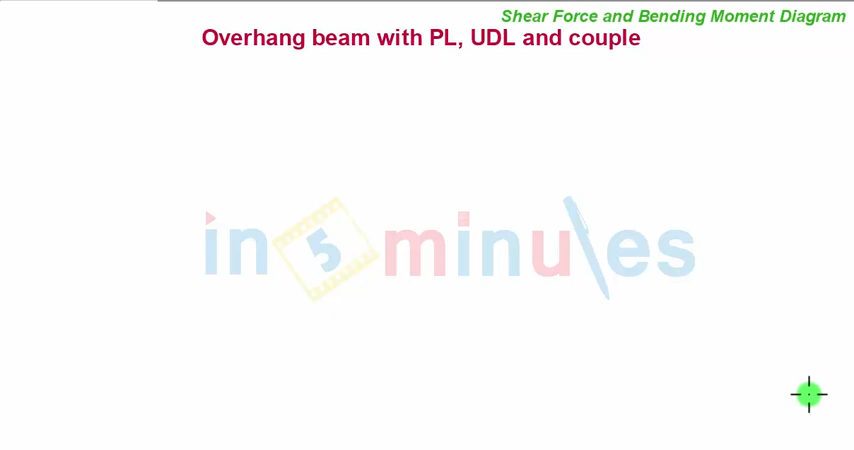 Shear Force and Bending Moment Diagram
Overhang beam with PL, UDL and couple
in 5 minutes